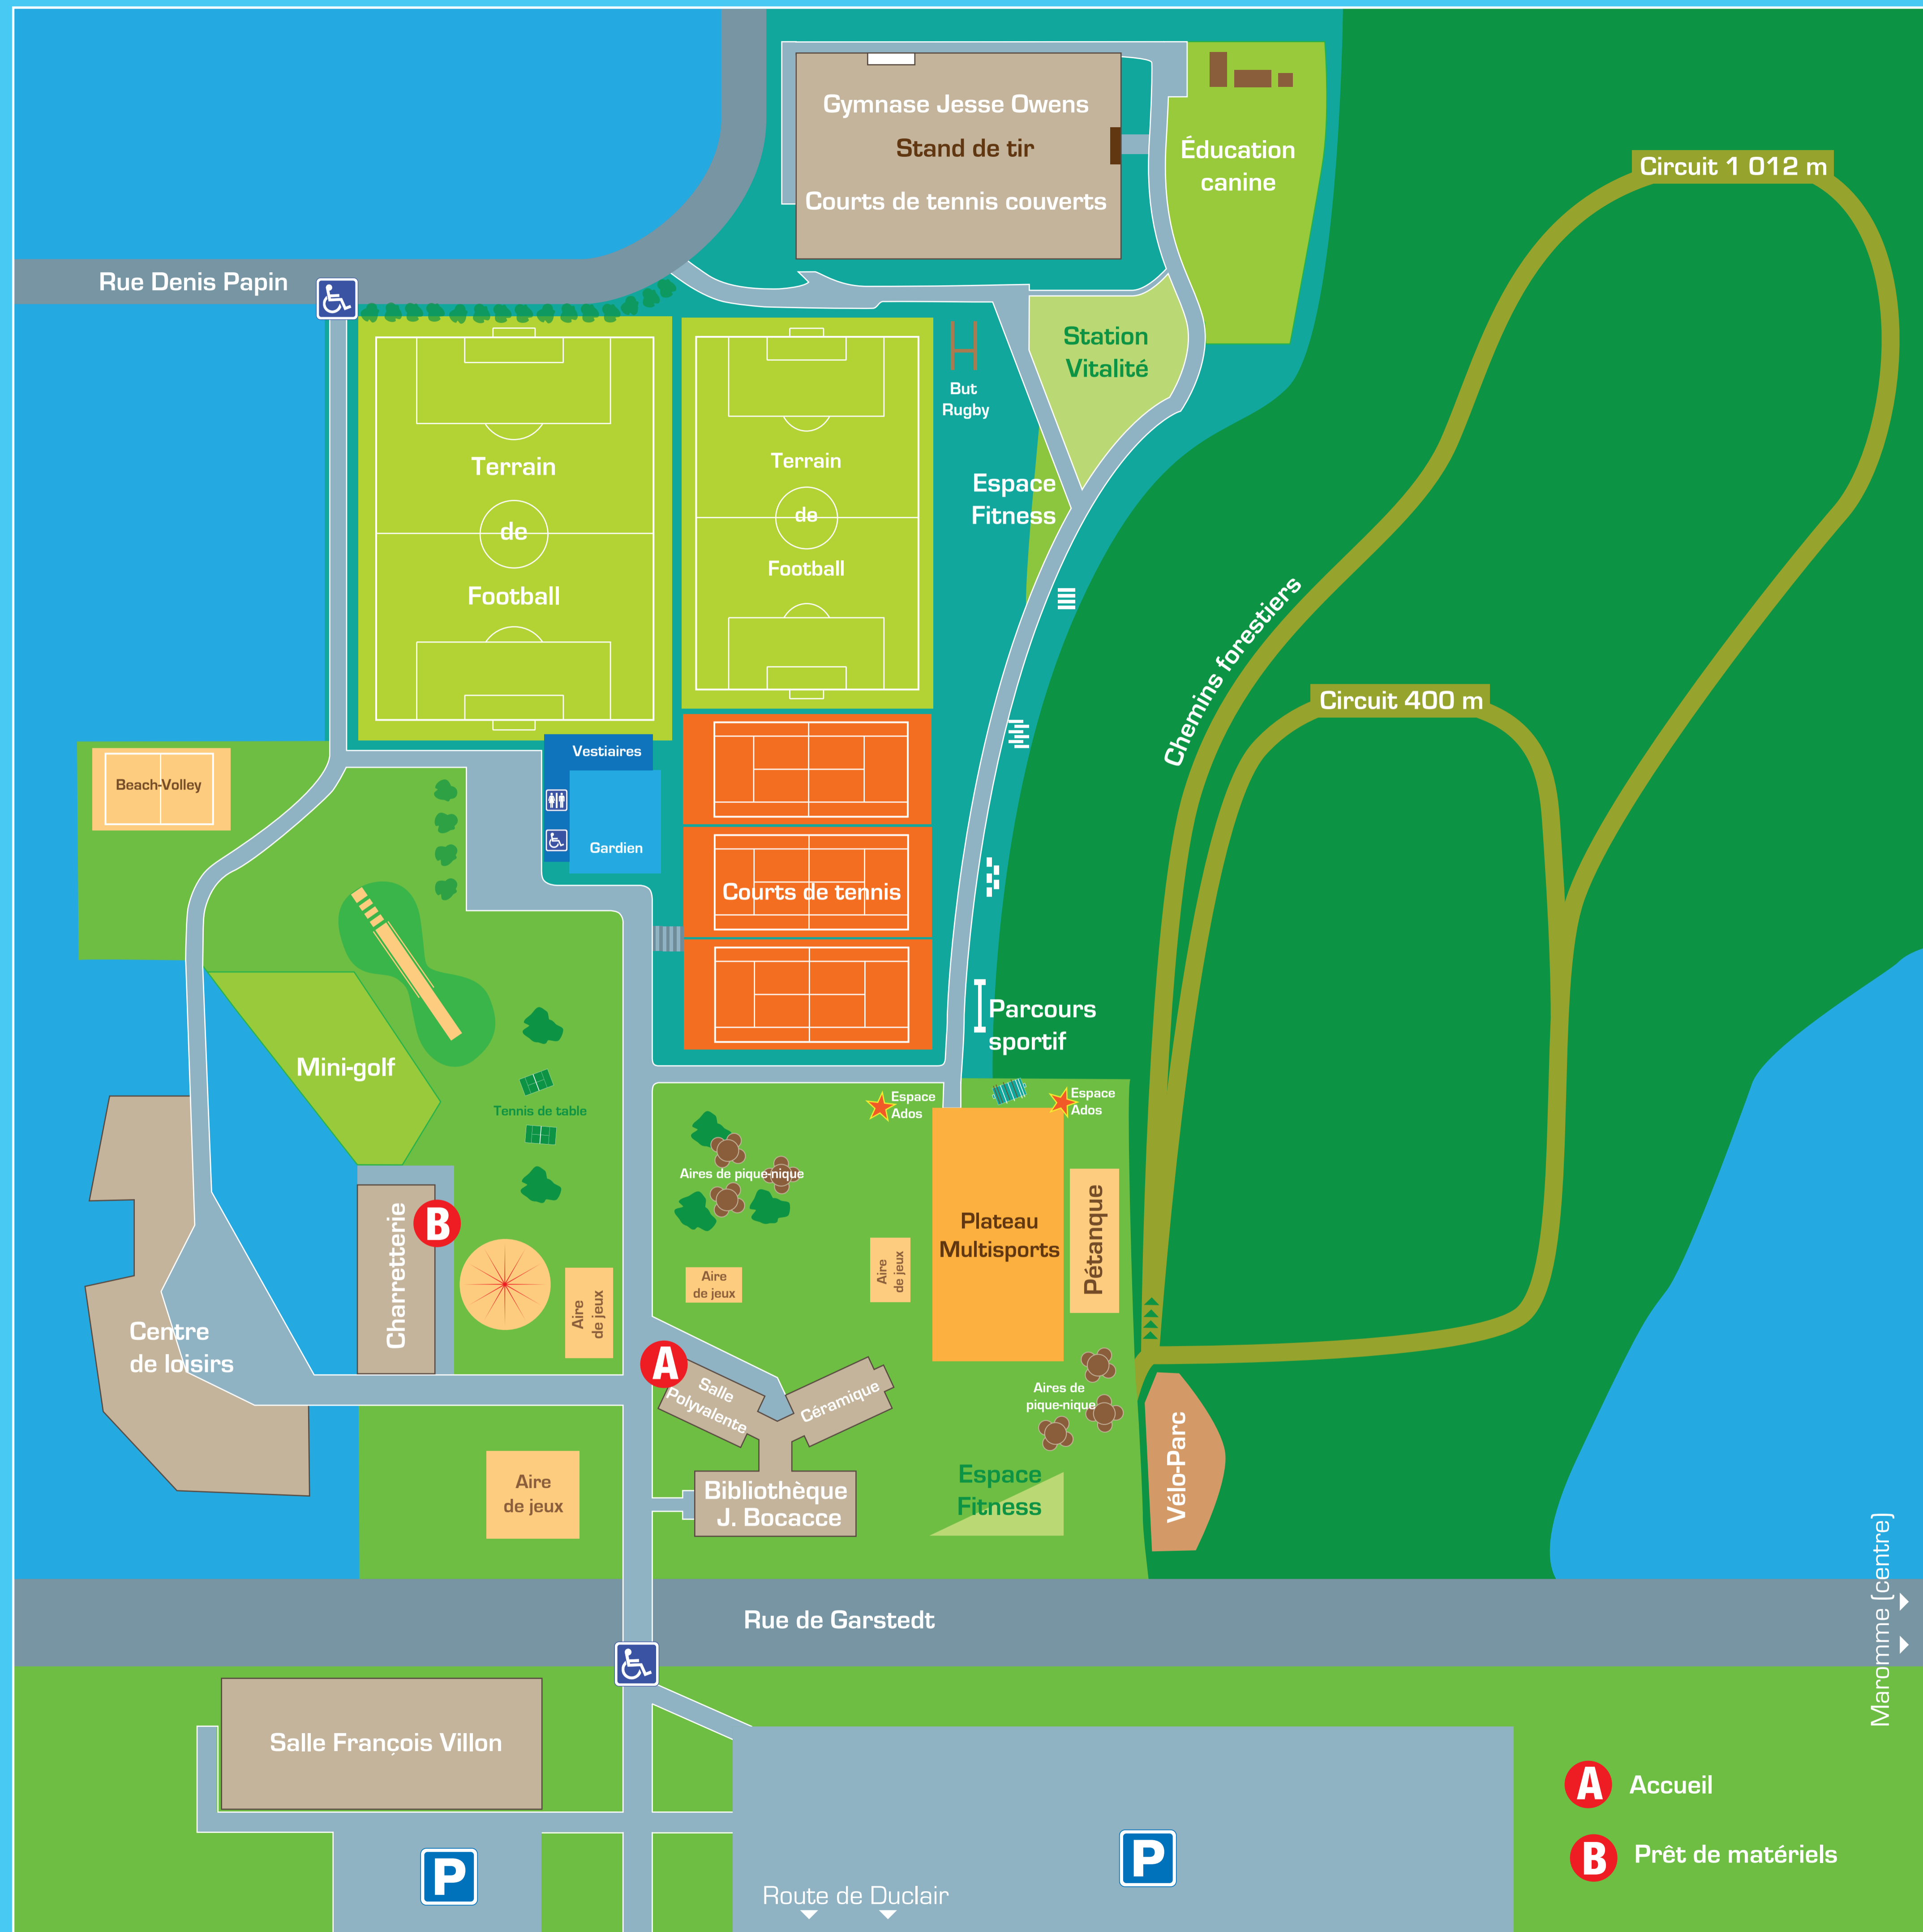 Gymnase Jesse Owens
Stand de tir
Courts de tennis couverts
Éducation
canine
Circuit 1 012 m
Rue Denis Papin
Station
Vitalité
But
Rugby
Terrain
de
Football
Terrain
de
Football
Espace
Fitness
Chemins forestiers
Circuit 400 m
Vestiaires
Gardien
Beach-Volley
Courts de tennis
Parcours
sportif
Mini-golf
Tennis de table
Espace
Ados
Espace
Ados
Aires de pique-nique
Plateau
Multisports
Pétanque
Charretterie
B
Aire
de jeux
Aire
de jeux
Aire
de jeux
Centre
de loisirs
A
Salle
Polyvalente
Céramique
Aires de
pique-nique
Vélo-Parc
Aire
de jeux
Bibliothèque
J. Bocacce
Espace
Fitness
Rue de Garstedt
Maromme (centre)
Salle François Villon
A Accueil
B Prêt de matériels
P
P
Route de Duclair